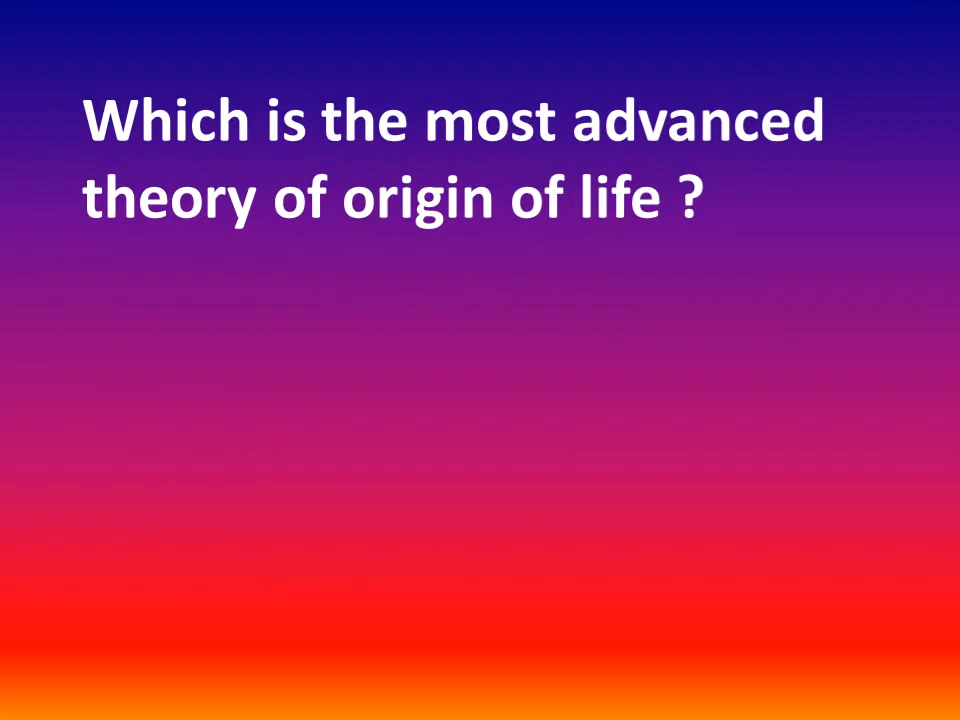 Which is the most advanced
theory of origin of life ?